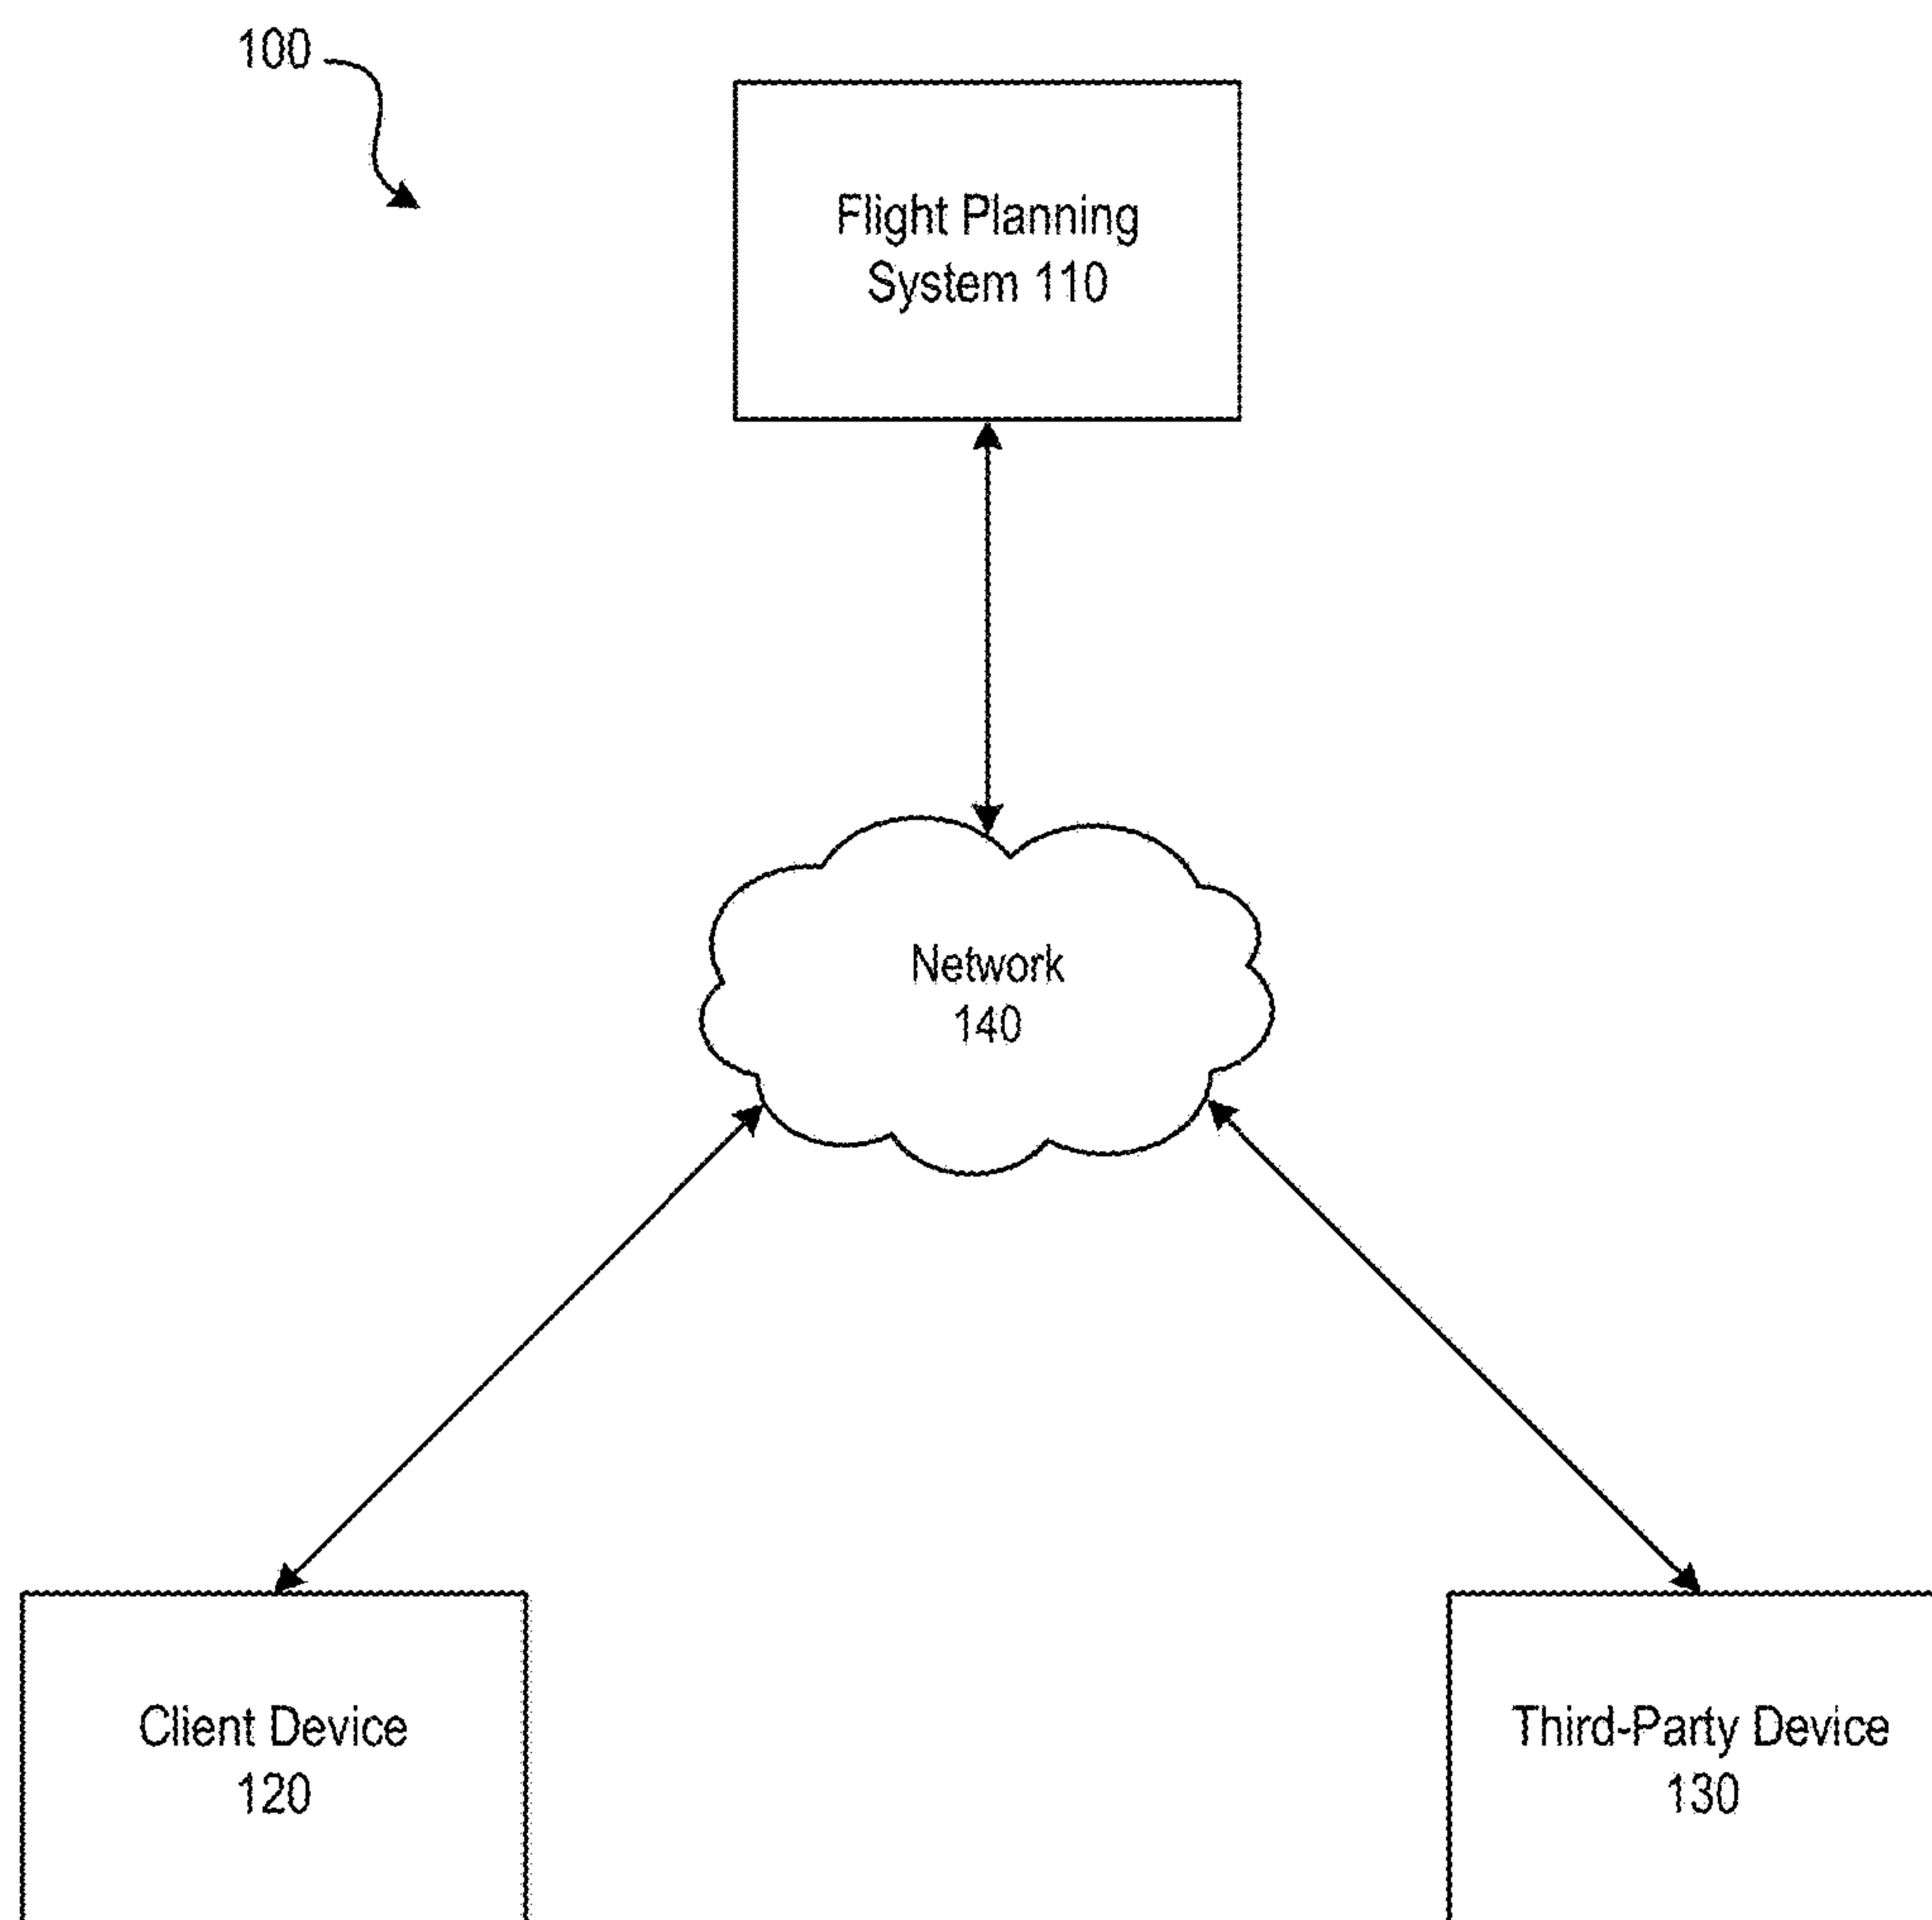 100
Flight Planning
System 110
Network
140
Client Device
120
Third-Party Device
130